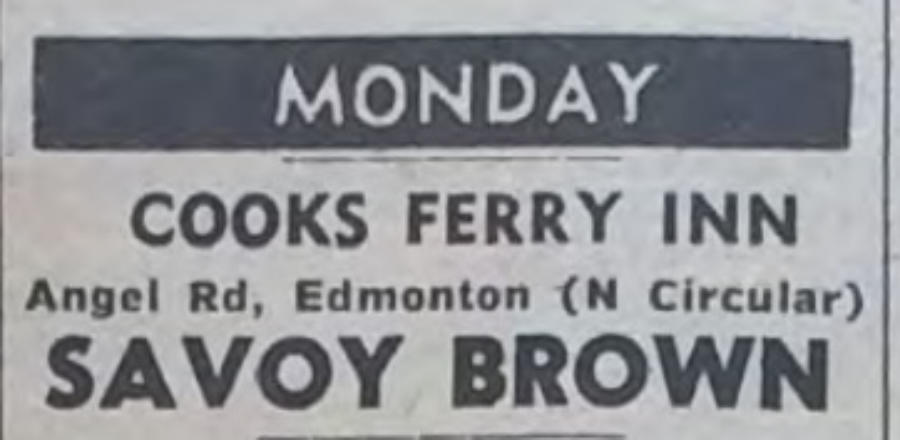 MONDAY
COOKS FERRY INN
Angel Rd, Edmonton (N Circular)
SAVOY BROWN